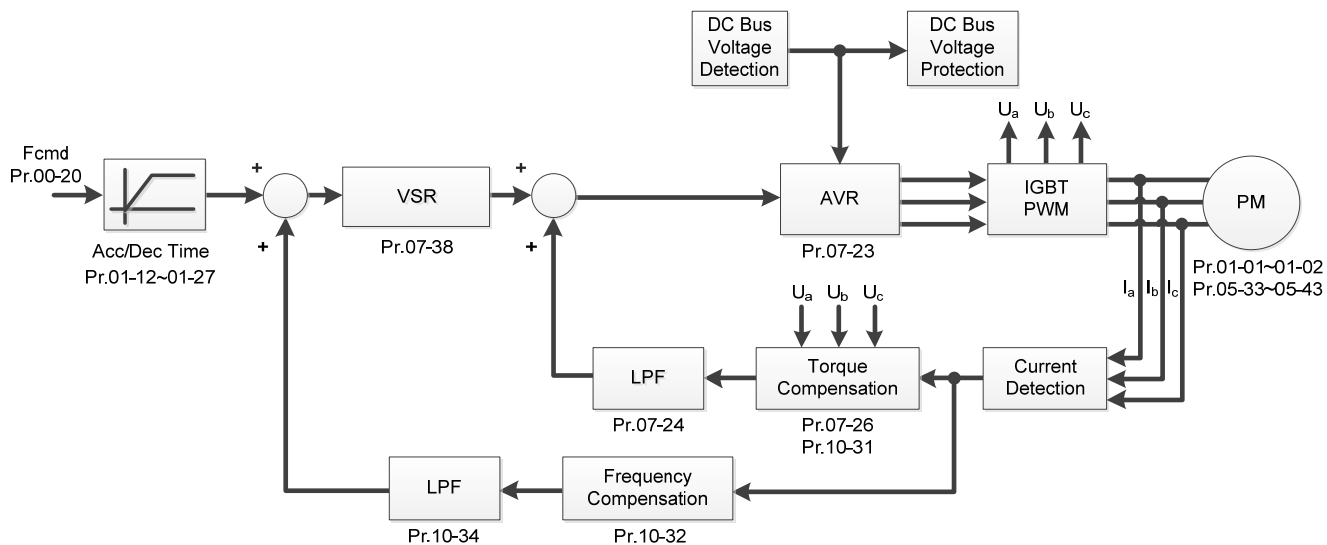 DC Bus
Voltage
Detection
DC Bus
Voltage
Protection
Ua
Ub
Uc
Fcmd
Pr.00-20
+
+
VSR
+
+
AVR
IGBT
PWM
PM
Acc/Dec Time
Pr.01-12~01-27
Pr.07-38
Pr.07-23
Pr.01-01~01-02
Pr.05-33~05-43
Ia
Ib
Ic
Ua
Ub
Uc
LPF
Torque
Compensation
Current
Detection
Pr.07-24
Pr.07-26
Pr.10-31
LPF
Frequency
Compensation
Pr.10-34
Pr.10-32